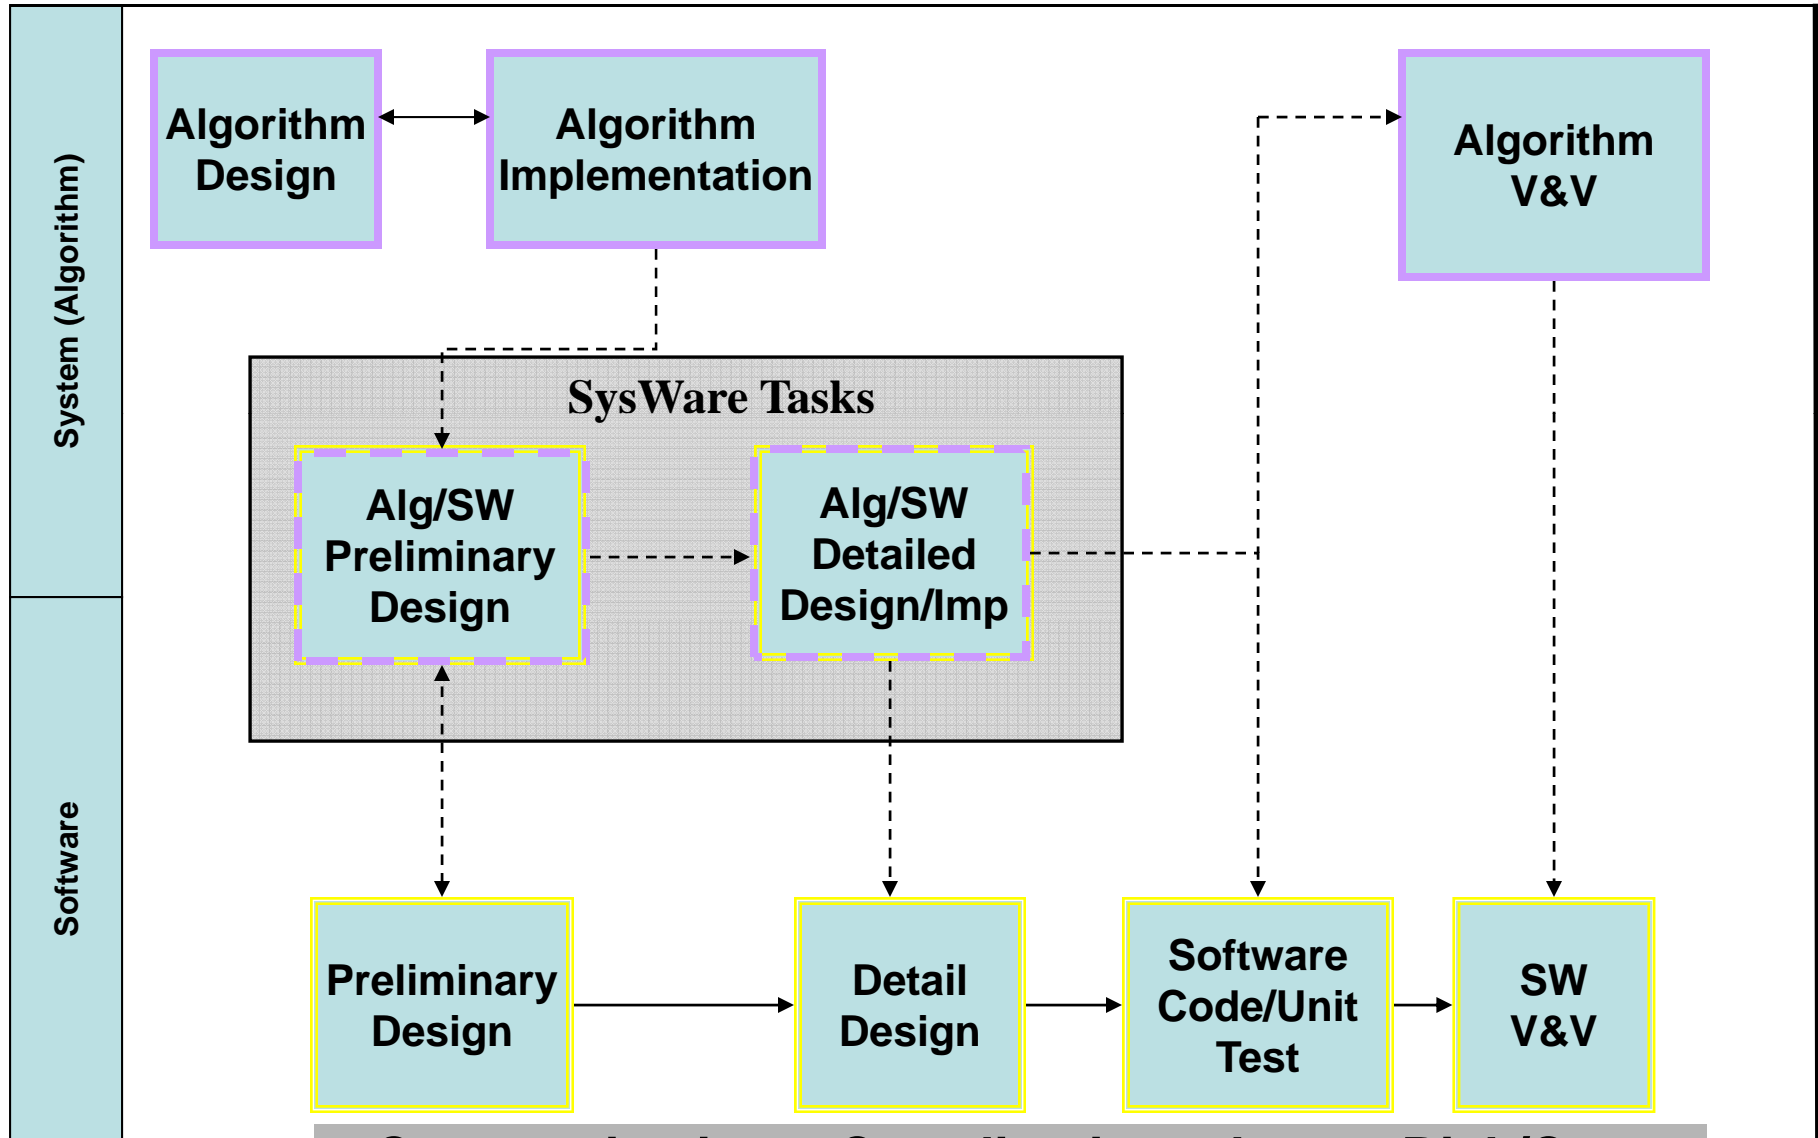 System (Algorithm)
Algorithm
Design
Algorithm
Implementation
Algorithm
V&V
SysWare Tasks
Alg/SW
Preliminary
Design
Alg/SW
Detailed
Design/Imp
Software
Preliminary
Design
Detail
Design
Software
Code/Unit
Test
SW
V&V